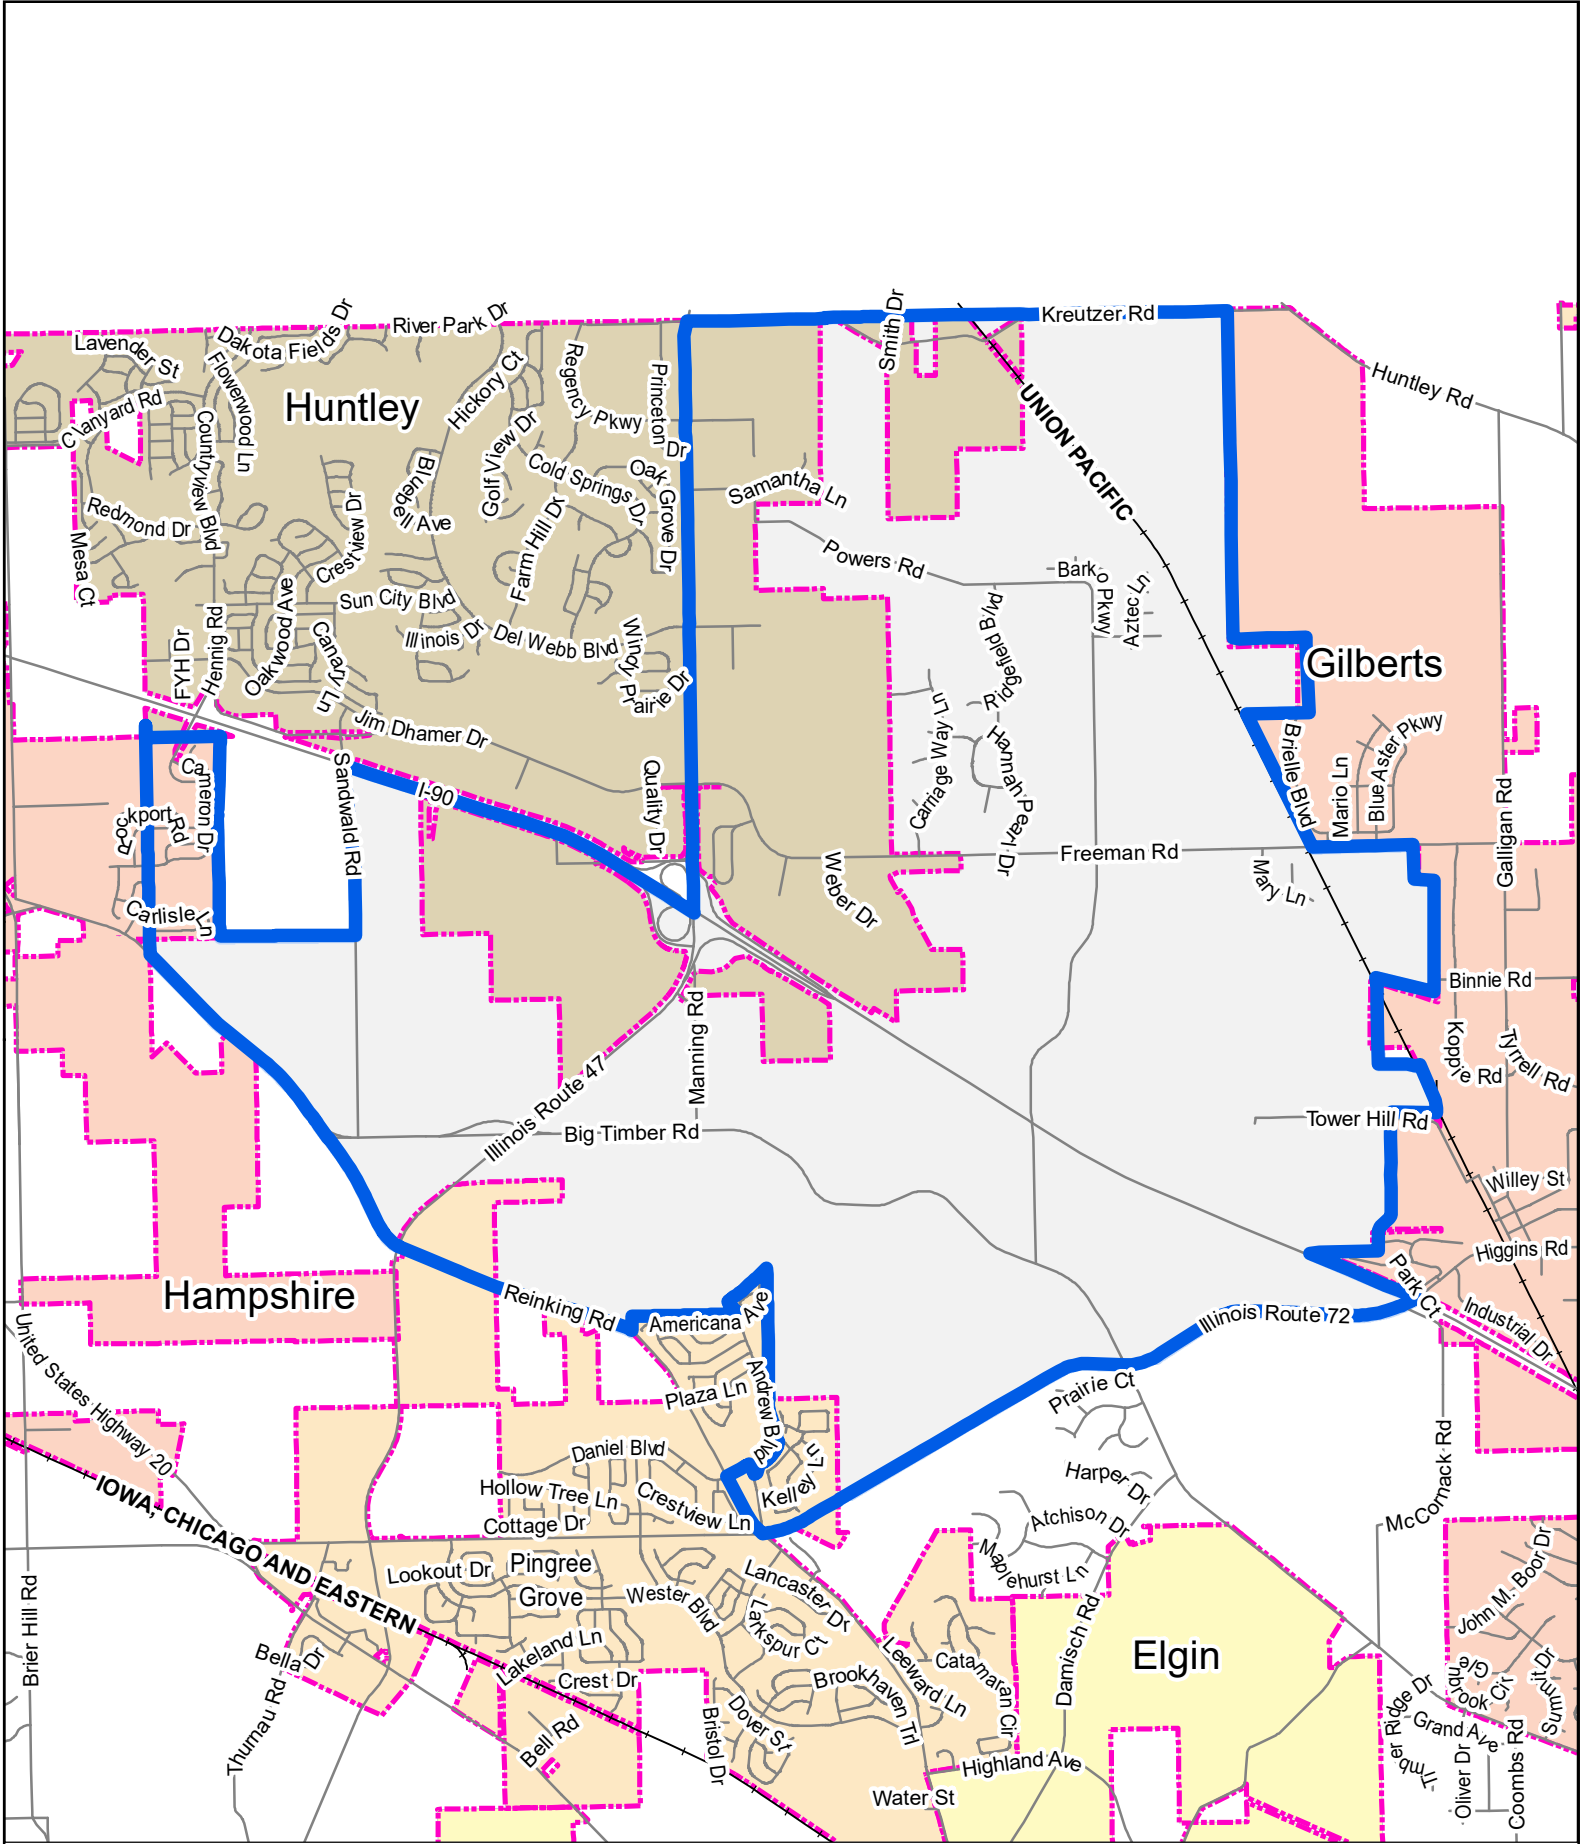 Smith Dr
Kreutzer Rd
River Park Dr
Dakota Fields Dr
Lavender St
Flowerwood Ln
Canyard Rd
Countryview Blvd
Huntley
Hickory Ct
Regency Pkwy
Princeton Dr
Huntley Rd
UNION PACIFIC
Golf View Dr
Bluebell Ave
Cold Springs Dr
Oak Grove Dr
Samantha Ln
Redmond Dr
Crestview Dr
Farm Hill Dr
Mesa Ct
Powers Rd
Barko Pkwy
Aztec Ln
Sun City Blvd
Oakwood Ave
Illinois Dr
Del Webb Blvd
Windy Prairie Dr
Ridgefield Blvd
FYH Dr
Hennig Rd
Canary Ln
Gilberts
Jim Dhamer Dr
Carriage Way Ln
Hannah Pearl Dr
Brielle Blvd
Mario Ln
Blue Aster Pkwy
Cameron Dr
Sandwald Rd
I-90
Quality Dr
Galligan Rd
Rockport Rd
Freeman Rd
Mary Ln
Weber Dr
Carlisle Ln
Binnie Rd
Manning Rd
Koppie Rd
Tyrrell Rd
Illinois Route 47
Big Timber Rd
Tower Hill Rd
Willey St
Higgins Rd
Hampshire
Reinking Rd
Americana Ave
Park Ct
Illinois Route 72
Industrial Dr
United States Highway 20
Plaza Ln
Andrew Blvd
Prairie Ct
Daniel Blvd
Kelley Ln
McCornack Rd
IOWA, CHICAGO AND EASTERN
Hollow Tree Ln
Crestview Ln
Cottage Dr
Harper Dr
Atchison Dr
Maplehurst Ln
Lookout Dr
Pingree
Grove
Wester Blvd
Lancaster Dr
Larkspur Ct
John M. Boor Dr
Brier Hill Rd
Bella Dr
Lakeland Ln
Crest Dr
Brookhaven Trl
Leeward Ln
Catamaran Cir
Damisch Rd
Elgin
Glenbrook Cir
Summit Dr
Thurnau Rd
Bell Rd
Bristol Dr
Dover St
Highland Ave
Water St
Timber Ridge Dr
Grand Ave
Oliver Dr
Coombs Rd